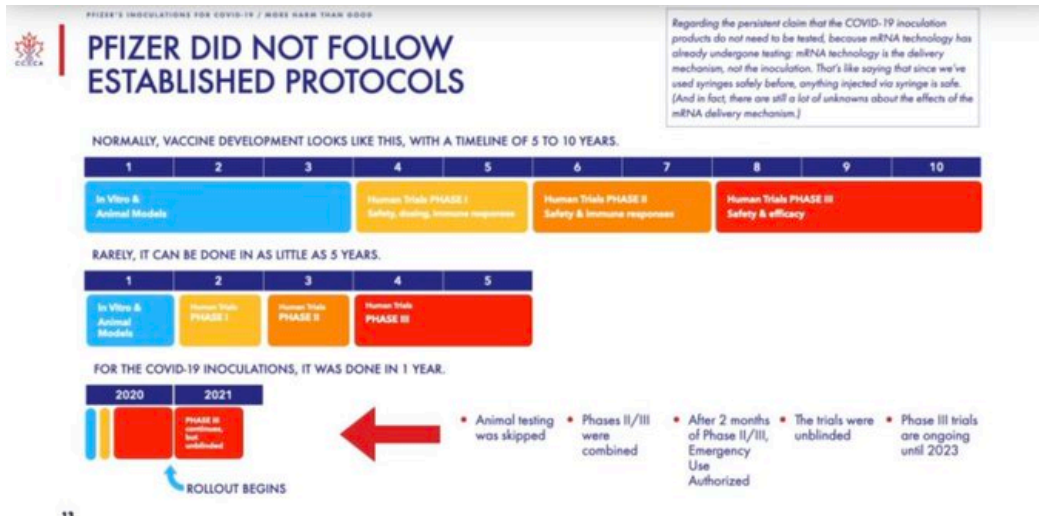 PFIZER'S INOCULATIONS FOR COVID-19 / MORE HARM THAN GOOD
CCCCA
PFIZER DID NOT FOLLOW
ESTABLISHED PROTOCOLS
Regarding the persistent claim that the COVID-19 inoculation
products do not need to be tested, because mRNA technology has
already undergone testing: mRNA technology is the delivery
mechanism, not the inoculation. That's like saying that since we've
used syringes safely before, anything injected via syringe is safe.
(And in fact, there are still a lot of unknowns about the effects of the
mRNA delivery mechanism.)
NORMALLY, VACCINE DEVELOPMENT LOOKS LIKE THIS, WITH A TIMELINE OF 5 TO 10 YEARS.
1 2 3 4 5 6 7 8 9 10
In Vitro &
Animal Models
Human Trials PHASE I
Safety, dosing, immune responses
Human Trials PHASE II
Safety & immune responses
Human Trials PHASE III
Safety & efficacy
RARELY, IT CAN BE DONE IN AS LITTLE AS 5 YEARS.
1 2 3 4 5
In Vitro &
Animal
Models
Human Trials
PHASE I
Human Trials
PHASE II
Human Trials
PHASE III
FOR THE COVID-19 INOCULATIONS, IT WAS DONE IN 1 YEAR.
2020 2021
PHASE III
continues,
but
unblinded
ROLLOUT BEGINS
• Animal testing
was skipped
• Phases II/III
were
combined
• After 2 months
of Phase II/III,
Emergency
Use
Authorized
• The trials were
unblinded
• Phase III trials
are ongoing
until 2023